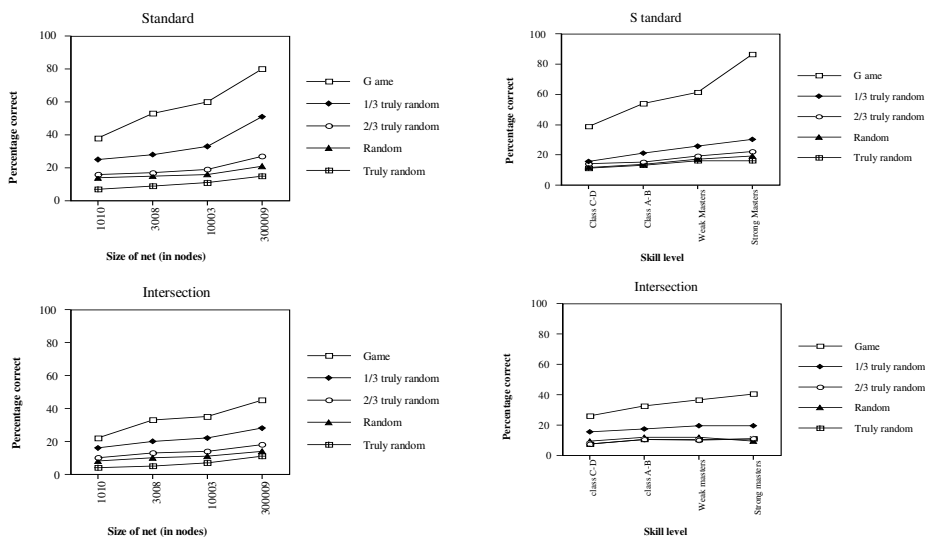 Standard
100
80
60
40
20
0
Percentage correct
1010
3008
10003
300009
Size of net (in nodes)
G ame
1/3 truly random
2/3 truly random
Random
Truly random
S tandard
100
80
60
40
20
0
Percentage correct
Class C-D
Class A-B
Weak Masters
Strong Masters
Skill level
G ame
1/3 truly random
2/3 truly random
Random
Truly random
Intersection
100
80
60
40
20
0
Percentage correct
1010
3008
10003
300009
Size of net (in nodes)
Game
1/3 truly random
2/3 truly random
Random
Truly random
Intersection
100
80
60
40
20
0
Percentage correct
class C-D
class A-B
Weak masters
Strong masters
Skill level
Game
1/3 truly random
2/3 truly random
Random
Truly random